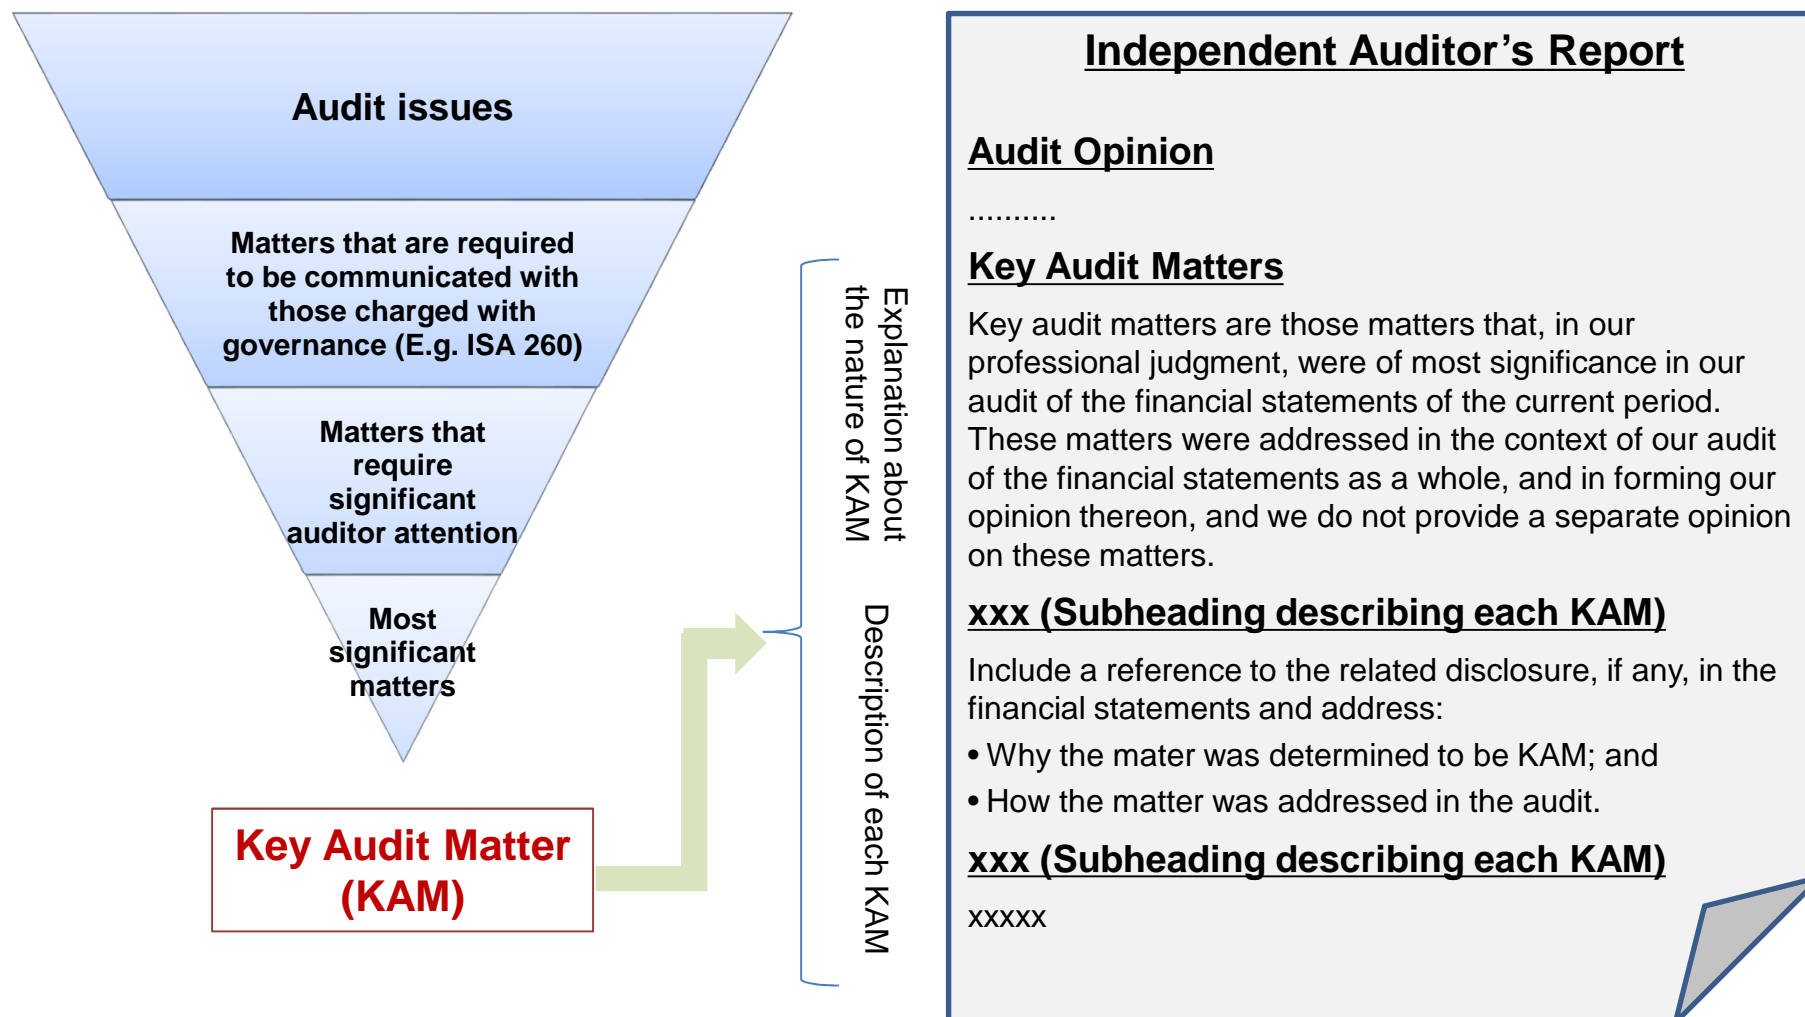 Audit issues
Matters that are required
to be communicated with
those charged with
governance (E.g. ISA 260)
Matters that
require
significant
auditor attention
Most
significant
matters
Key Audit Matter
(KAM)
Explanation about
the nature of KAM
Description of each KAM
Independent Auditor’s Report
Audit Opinion
..........
Key Audit Matters
Key audit matters are those matters that, in our
professional judgment, were of most significance in our
audit of the financial statements of the current period.
These matters were addressed in the context of our audit
of the financial statements as a whole, and in forming our
opinion thereon, and we do not provide a separate opinion
on these matters.
xxx (Subheading describing each KAM)
Include a reference to the related disclosure, if any, in the
financial statements and address:
• Why the mater was determined to be KAM; and
• How the matter was addressed in the audit.
xxx (Subheading describing each KAM)
xxxxx